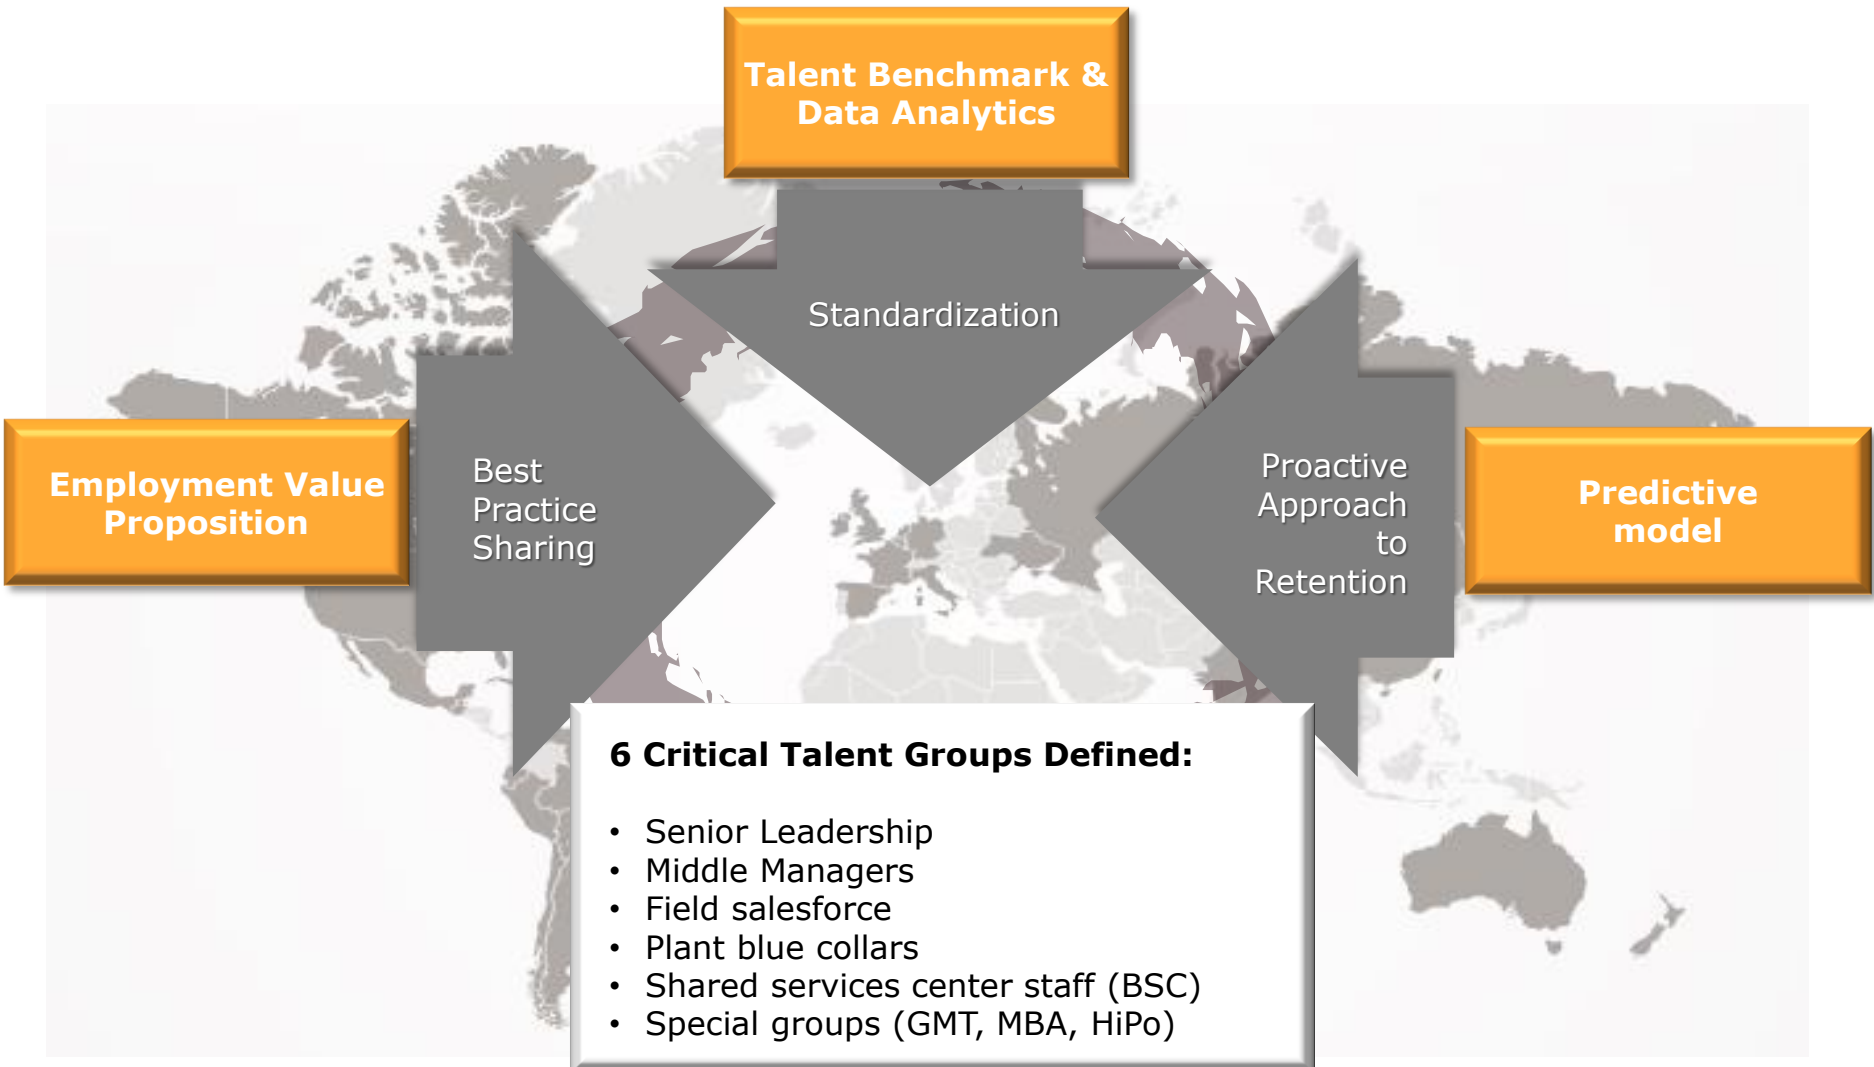 Talent Benchmark &
Data Analytics
Standardization
Employment Value
Proposition
Best
Practice
Sharing
Proactive
Approach
to
Retention
Predictive
model
6 Critical Talent Groups Defined:
• Senior Leadership
• Middle Managers
• Field salesforce
• Plant blue collars
• Shared services center staff (BSC)
• Special groups (GMT, MBA, HiPo)